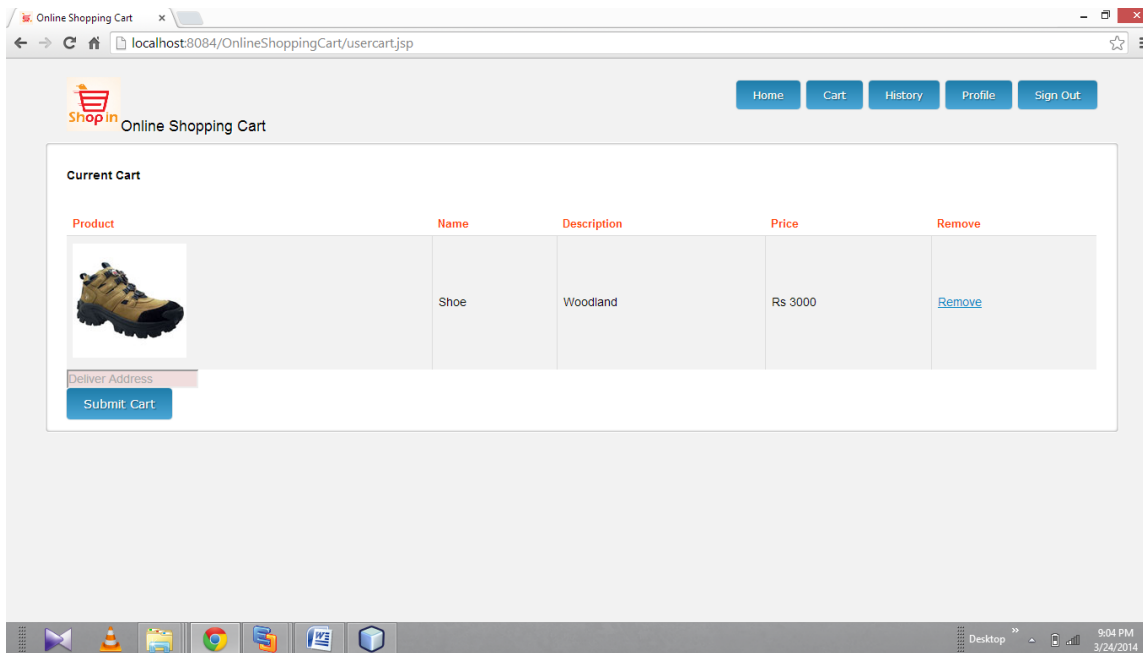 Online Shopping Cart
localhost:8084/OnlineShoppingCart/usercart.jsp
Shop in
Online Shopping Cart
Home Cart History Profile Sign Out
Current Cart
Product Name Description Price Remove
Shoe Woodland Rs 3000 Remove
Deliver Address
Submit Cart
Desktop
9:04 PM
3/24/2014